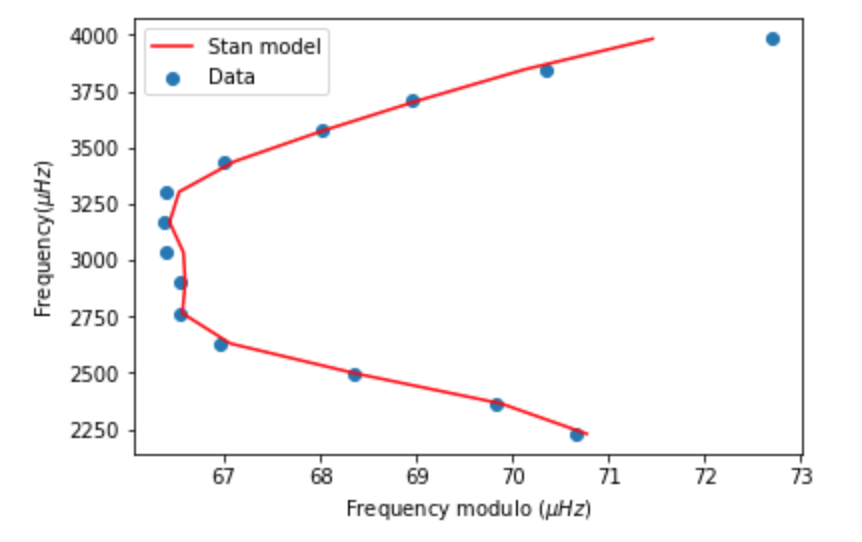 Stan model
Data
4000
3750
3500
3250
3000
2750
2500
2250
Frequency(μHz)
67 68 69 70 71 72 73
Frequency modulo (μHz)